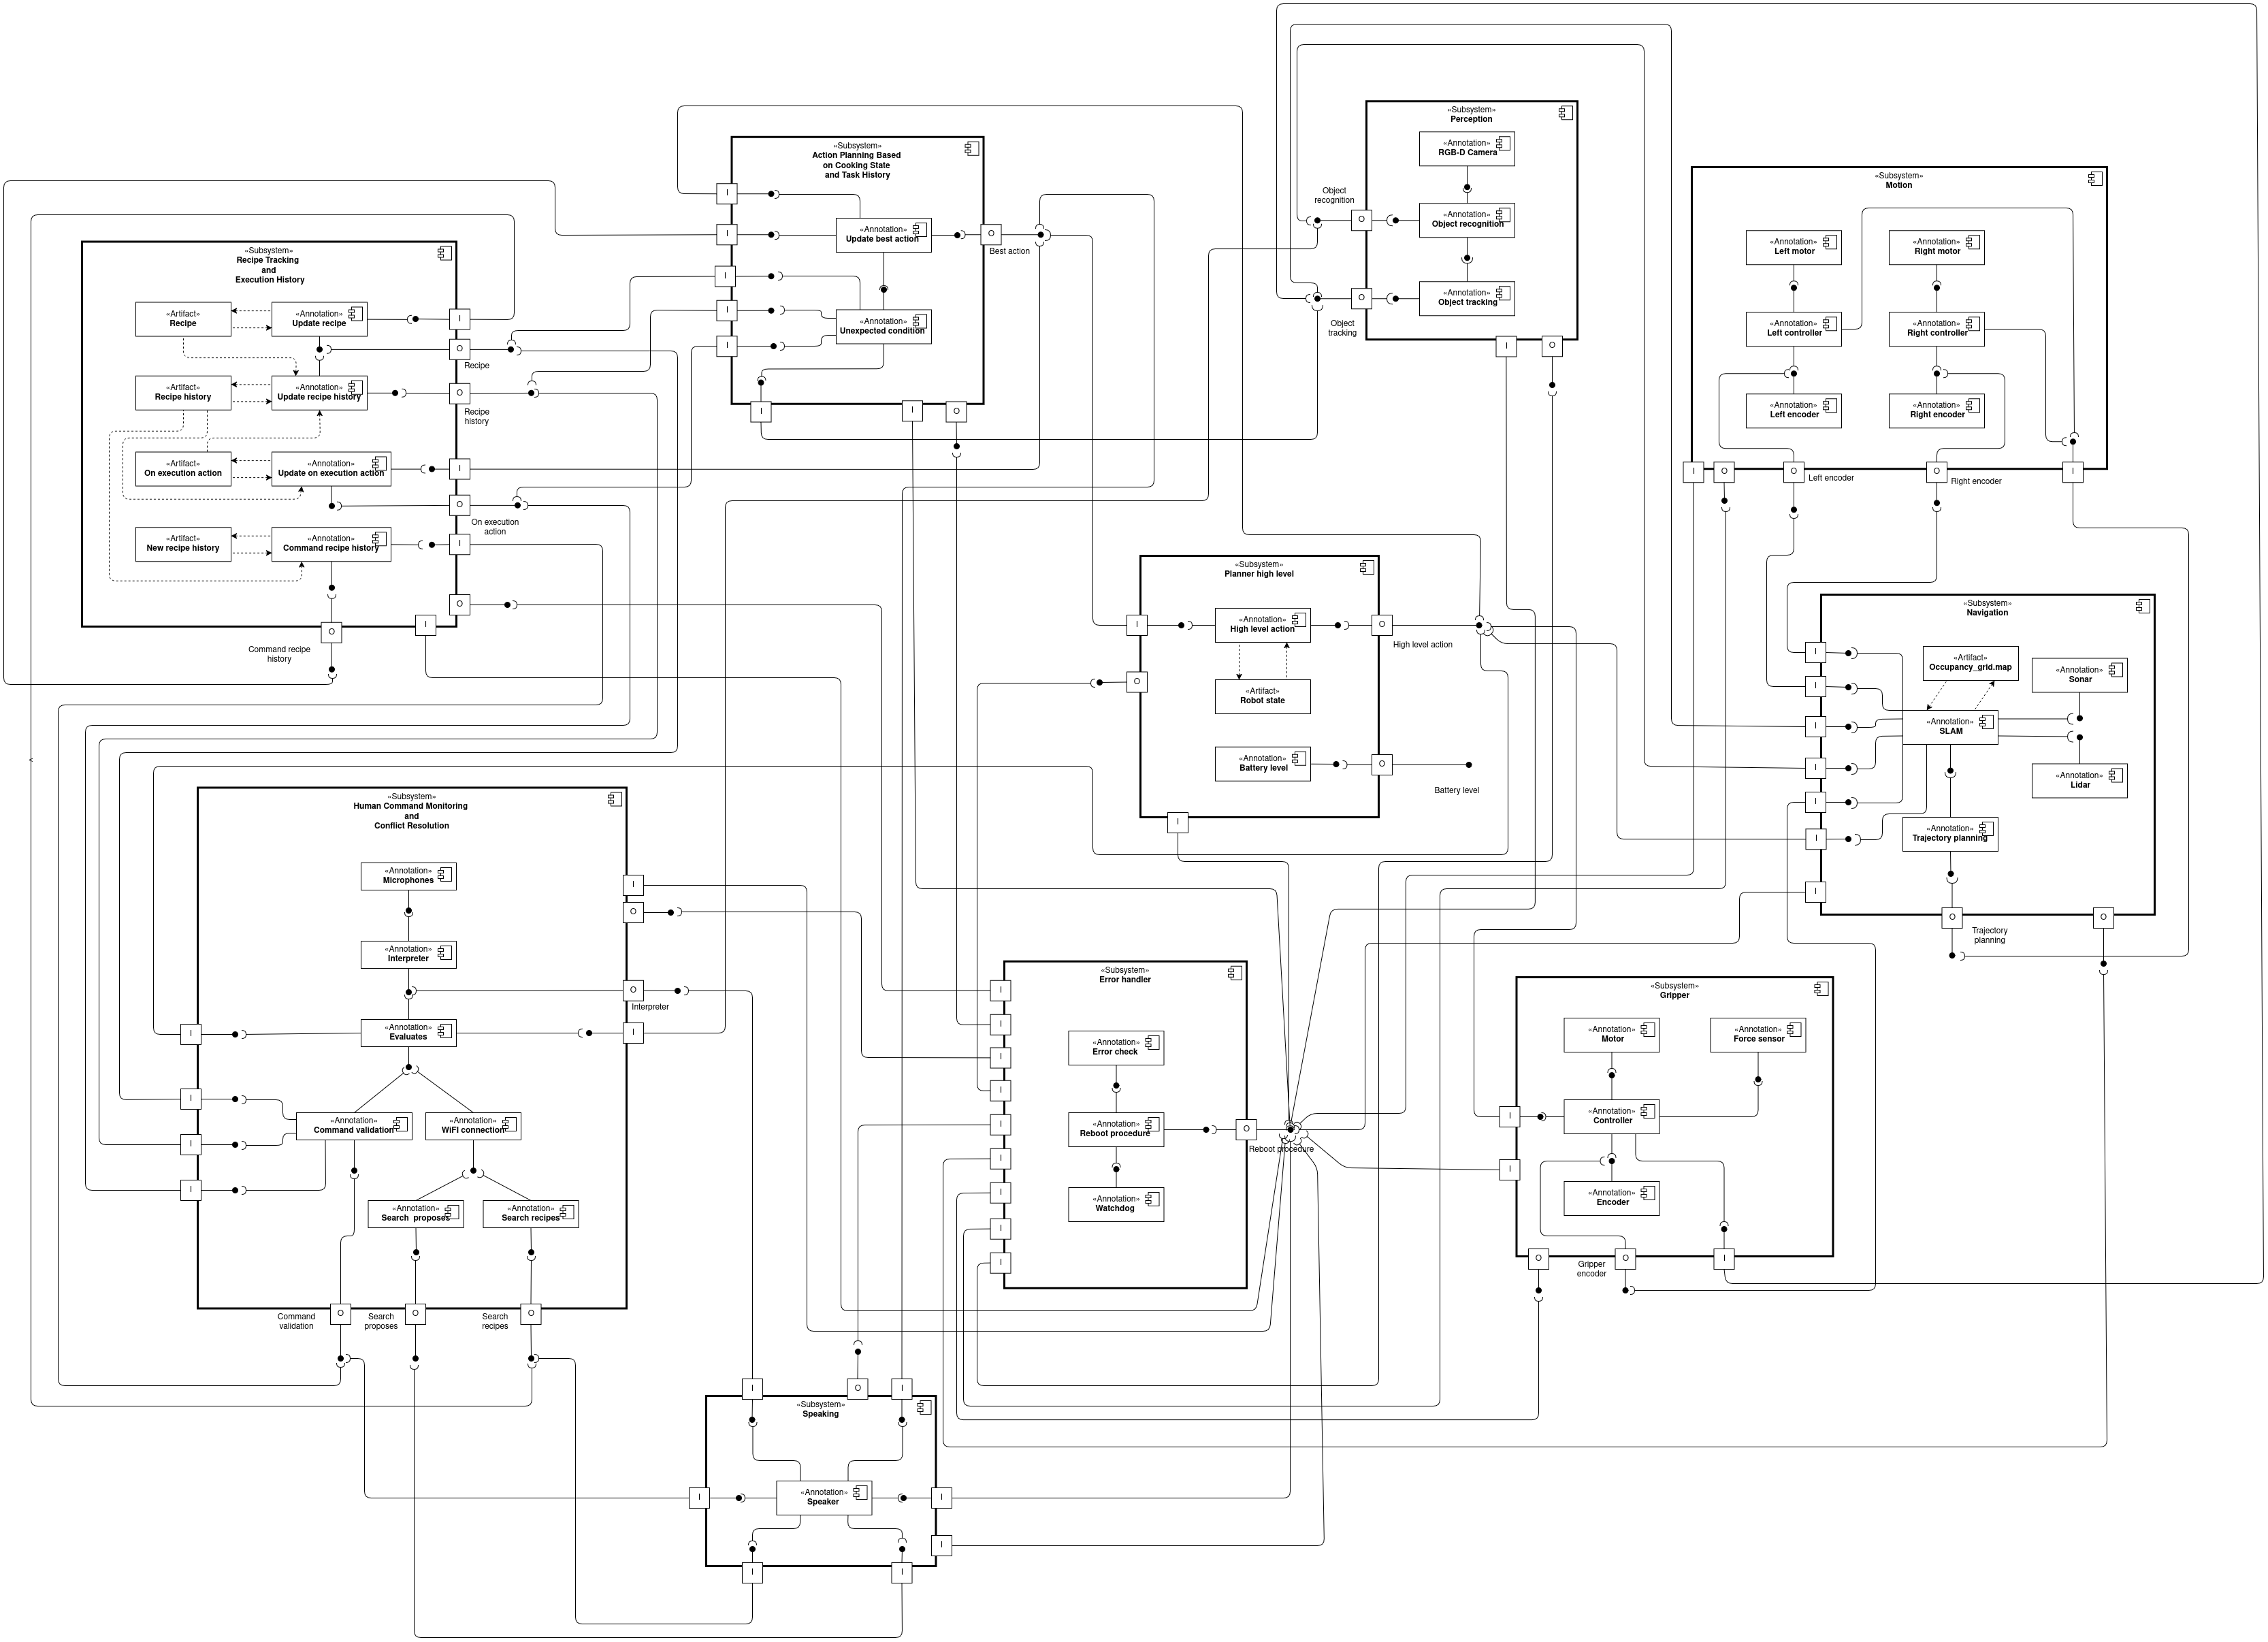 «Subsystem»
Perception
«Annotation»
RGB-D Camera
«Annotation»
Object recognition
«Annotation»
Object tracking
Object
recognition
O
Object
tracking
O
I
O
«Subsystem»
Action Planning Based
on Cooking State
and Task History
I
I
I
I
I
«Annotation»
Update best action
«Annotation»
Unexpected condition
O
Best action
I
I
O
«Subsystem»
Motion
«Annotation»
Left motor
«Annotation»
Right motor
«Annotation»
Left controller
«Annotation»
Right controller
«Annotation»
Left encoder
«Annotation»
Right encoder
I
O
O
Left encoder
O
Right encoder
I
«Subsystem»
Recipe Tracking
and
Execution History
«Artifact»
Recipe
«Annotation»
Update recipe
«Artifact»
Recipe history
«Annotation»
Update recipe history
«Artifact»
On execution action
«Annotation»
Update on execution action
«Artifact»
New recipe history
«Annotation»
Command recipe history
I
O
Recipe
O
Recipe
history
I
O
On execution
action
I
O
I
O
Command recipe
history
«Subsystem»
Planner high level
«Annotation»
High level action
«Artifact»
Robot state
«Annotation»
Battery level
I
O
O
High level action
O
Battery level
I
«Subsystem»
Navigation
«Artifact»
Occupancy_grid.map
«Annotation»
Sonar
«Annotation»
SLAM
«Annotation»
Lidar
«Annotation»
Trajectory planning
I
I
I
I
I
I
I
O
Trajectory
planning
O
<
«Subsystem»
Human Command Monitoring
and
Conflict Resolution
«Annotation»
Microphones
«Annotation»
Interpreter
«Annotation»
Evaluates
«Annotation»
Command validation
«Annotation»
WiFI connection
«Annotation»
Search  proposes
«Annotation»
Search recipes
I
O
O
Interpreter
I
I
I
I
I
O
Command
validation
O
Search
proposes
O
Search
recipes
«Subsystem»
Error handler
«Annotation»
Error check
«Annotation»
Reboot procedure
«Annotation»
Watchdog
I
I
I
I
I
I
I
I
I
O
Reboot procedure
«Subsystem»
Gripper
«Annotation»
Motor
«Annotation»
Force sensor
«Annotation»
Controller
«Annotation»
Encoder
I
I
O
Gripper
encoder
O
I
«Subsystem»
Speaking
«Annotation»
Speaker
I
O
I
I
I
I
I
I